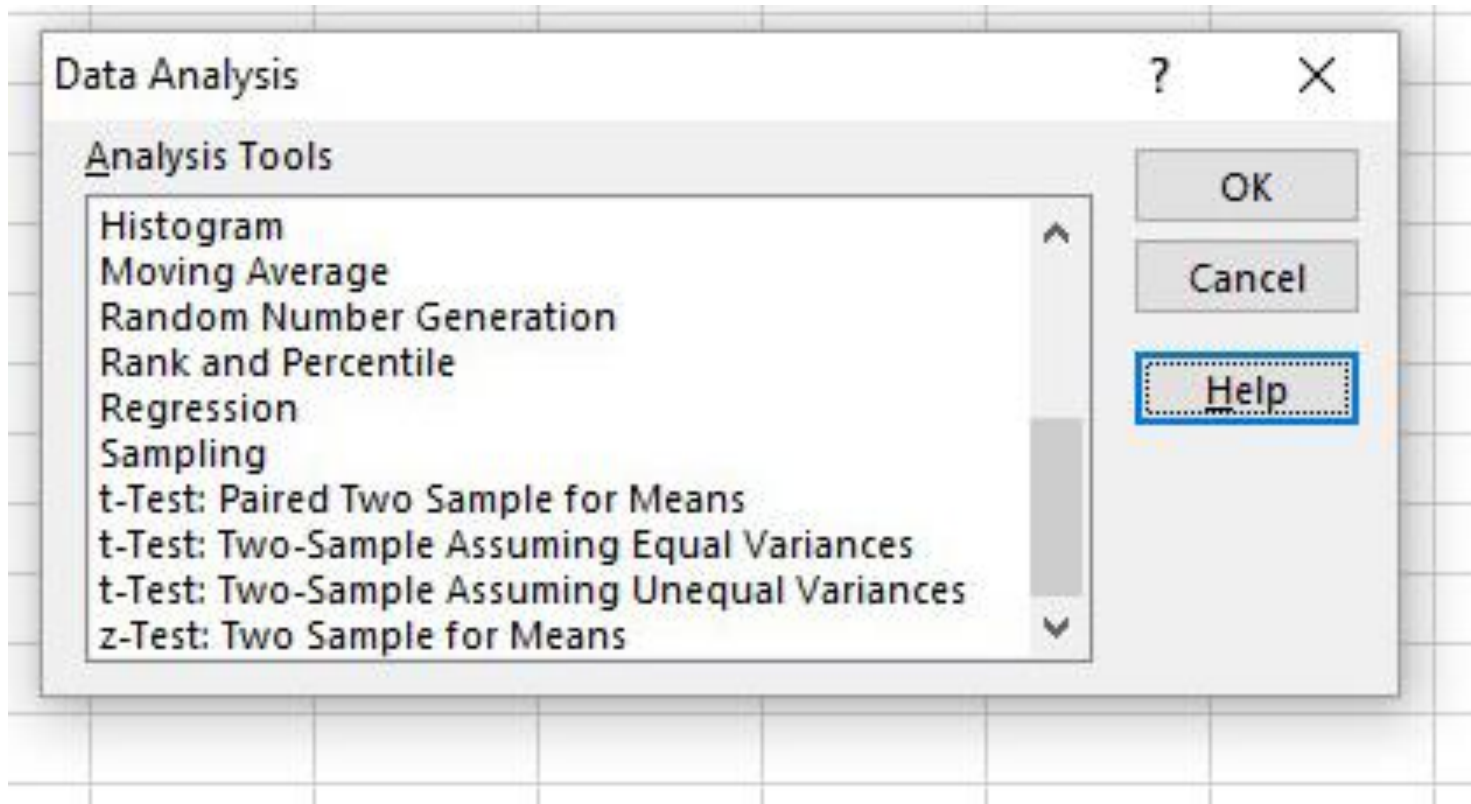 Data Analysis
?
Analysis Tools
OK
Histogram
Moving Average
Cancel
Random Number Generation
Rank and Percentile
Help
Regression
Sampling
t-Test: Paired Two Sample for Means
t-Test: Two-Sample Assuming Equal Variances
t-Test: Two-Sample Assuming Unequal Variances
z-Test: Two Sample for Means